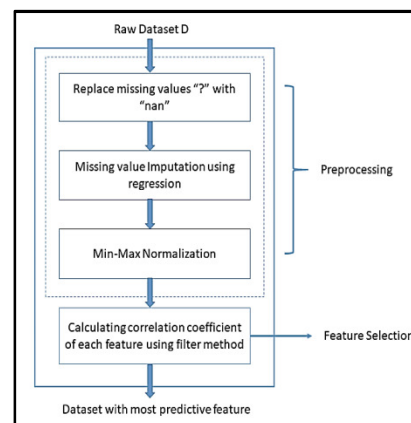 Raw Dataset D
Replace missing values "?" with
"nan"
Missing value Imputation using
regression
Preprocessing
Min-Max Normalization
Calculating correlation coefficient
of each feature using filter method
Feature Selection
Dataset with most predictive feature